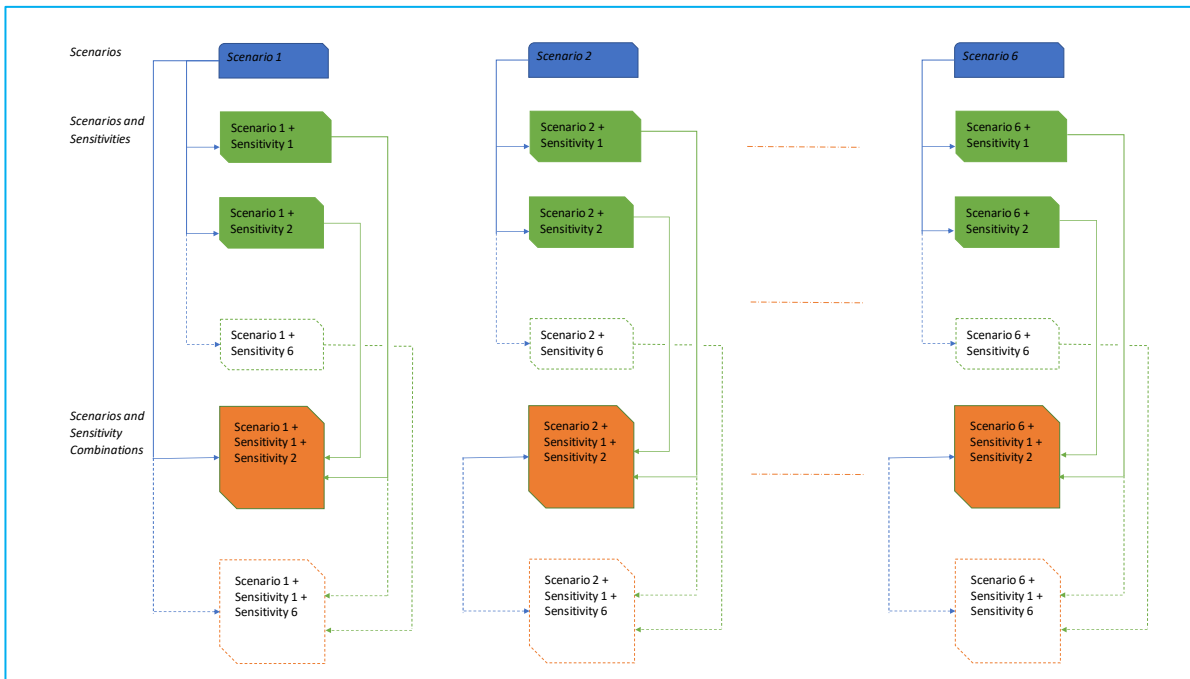 Scenarios
Scenario 1
Scenario 2
Scenario 6
Scenarios and
Sensitivities
Scenario 1 +
Sensitivity 1
Scenario 2 +
Sensitivity 1
Scenario 6 +
Sensitivity 1
Scenario 1 +
Sensitivity 2
Scenario 2 +
Sensitivity 2
Scenario 6 +
Sensitivity 2
Scenario 1 +
Sensitivity 6
Scenario 2 +
Sensitivity 6
Scenario 6 +
Sensitivity 6
Scenarios and
Sensitivity
Combinations
Scenario 1 +
Sensitivity 1 +
Sensitivity 2
Scenario 2 +
Sensitivity 1 +
Sensitivity 2
Scenario 6 +
Sensitivity 1 +
Sensitivity 2
Scenario 1 +
Sensitivity 1 +
Sensitivity 6
Scenario 2 +
Sensitivity 1 +
Sensitivity 6
Scenario 6 +
Sensitivity 1 +
Sensitivity 6